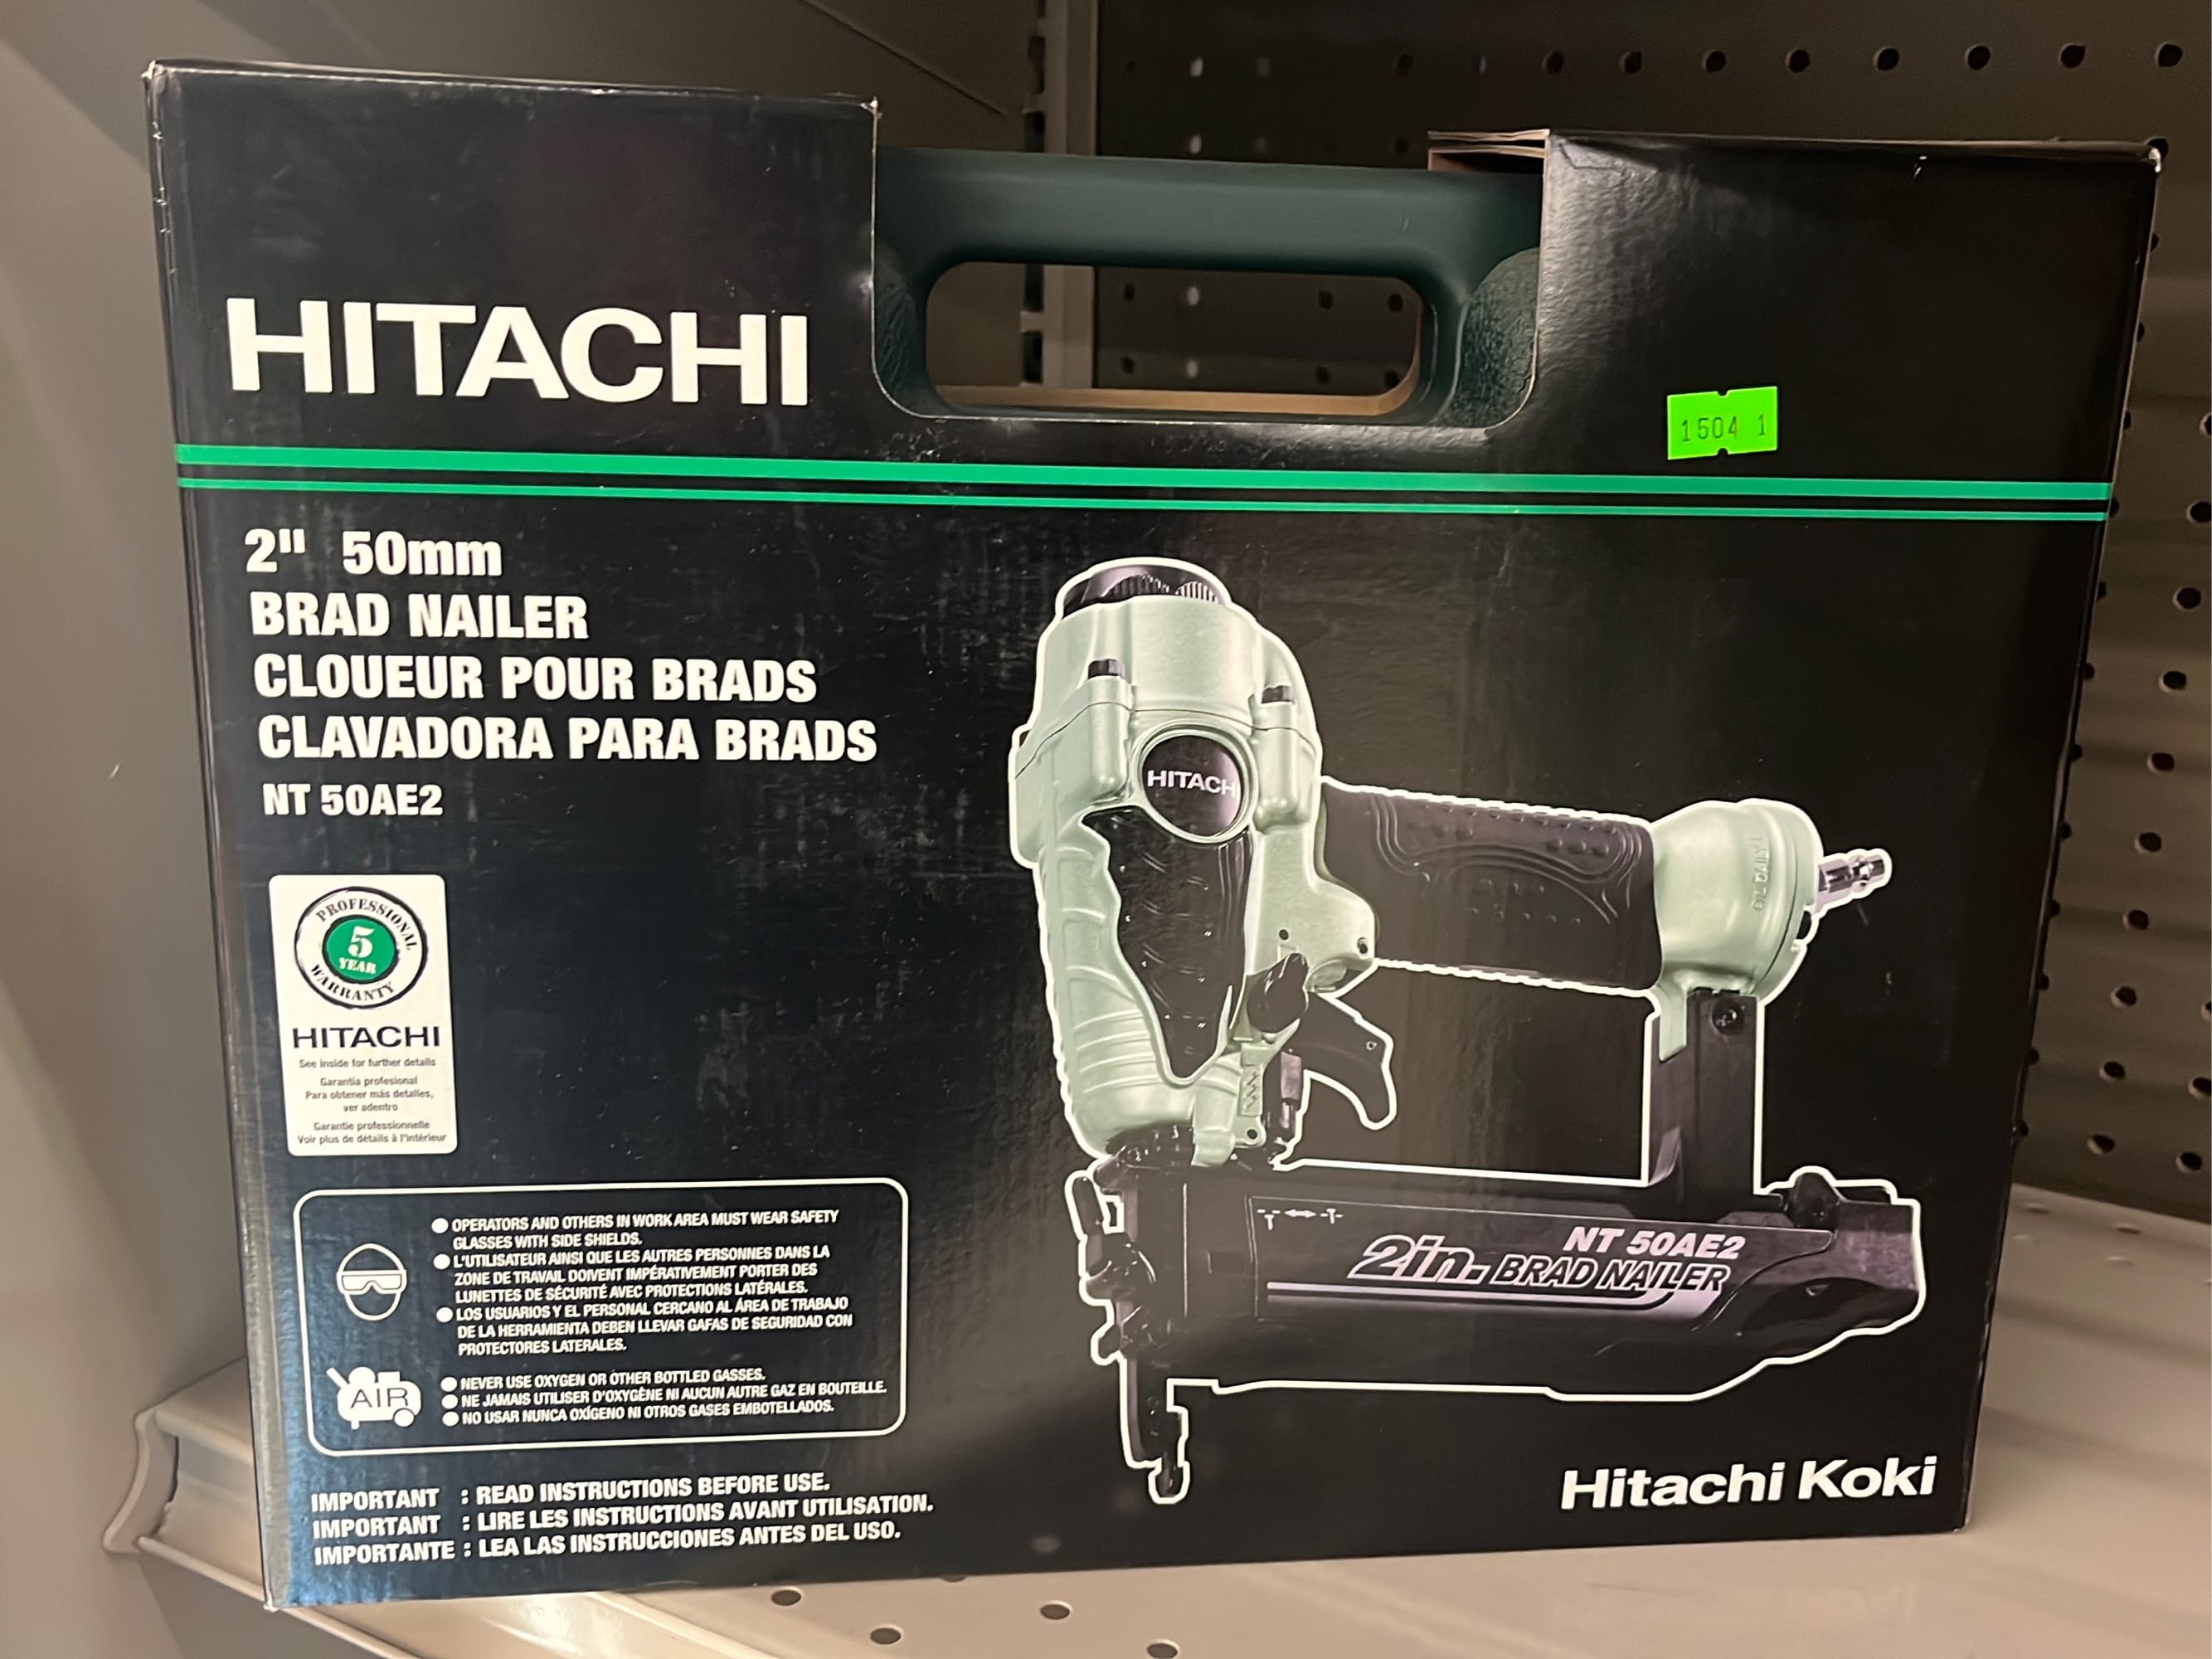 HITACHI
1504 1
2" 50mm
BRAD NAILER
CLOUEUR POUR BRADS
CLAVADORA PARA BRADS
NT 50AE2
HITACHI
OIL DAILY!
PROFESSIONAL
5
YEAR
WARRANTY
HITACHI
See inside for further details
Garantía profesional
Para obtener más detalles,
ver adentro
Garantie professionnelle
Voir plus de détails à l'intérieur
NT 50AE2
2in. BRAD NAILER
OPERATORS AND OTHERS IN WORK AREA MUST WEAR SAFETY
GLASSES WITH SIDE SHIELDS.
L'UTILISATEUR AINSI QUE LES AUTRES PERSONNES DANS LA
ZONE DE TRAVAIL DOIVENT IMPÉRATIVEMENT PORTER DES
LUNETTES DE SÉCURITÉ AVEC PROTECTIONS LATÉRALES.
LOS USUARIOS Y EL PERSONAL CERCANO AL ÁREA DE TRABAJO
DE LA HERRAMIENTA DEBEN LLEVAR GAFAS DE SEGURIDAD CON
PROTECTORES LATERALES.
AIR
NEVER USE OXYGEN OR OTHER BOTTLED GASSES.
NE JAMAIS UTILISER D'OXYGÈNE NI AUCUN AUTRE GAZ EN BOUTEILLE.
NO USAR NUNCA OXÍGENO NI OTROS GASES EMBOTELLADOS.
IMPORTANT : READ INSTRUCTIONS BEFORE USE.
IMPORTANT : LIRE LES INSTRUCTIONS AVANT UTILISATION.
IMPORTANTE : LEA LAS INSTRUCCIONES ANTES DEL USO.
Hitachi Koki